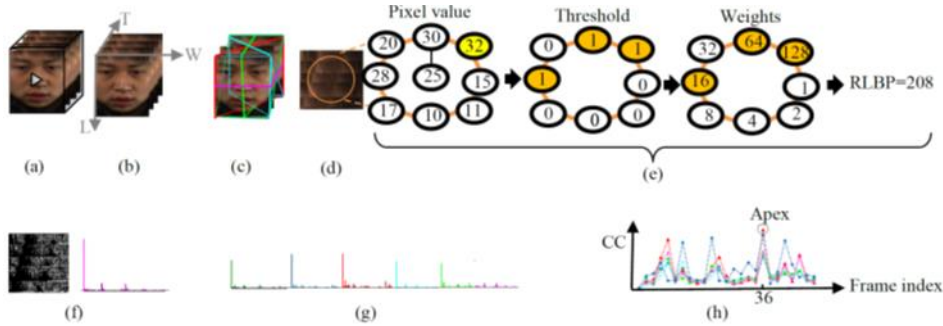 Pixel value
Threshold
Weights
T
W
L
20 30 32
28 25 15
17 10 11
0 1 1
1 0
0 0 0
32 64 128
16 1
8 4 2
RLBP=208
(a) (b) (c) (d) (e)
Apex
CC
Frame index
36
(f) (g) (h)